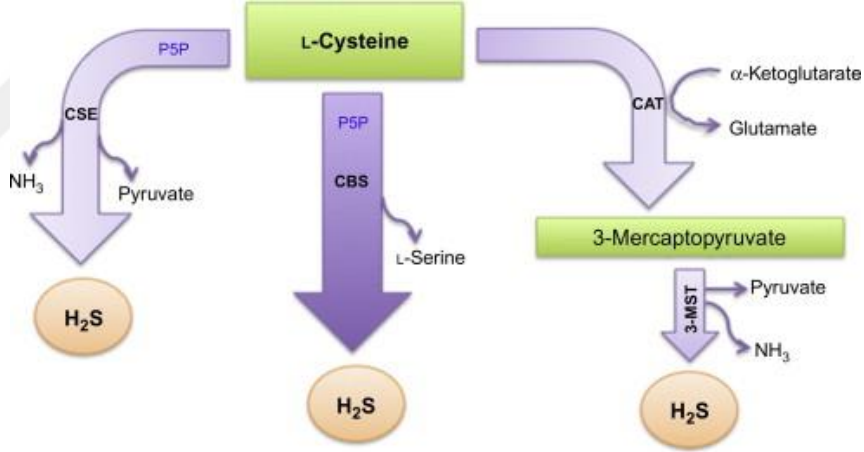 L-Cysteine
P5P
CSE
NH₃
Pyruvate
H₂S
P5P
CBS
L-Serine
H₂S
CAT
α-Ketoglutarate
Glutamate
3-Mercaptopyruvate
3-MST
Pyruvate
NH₃
H₂S